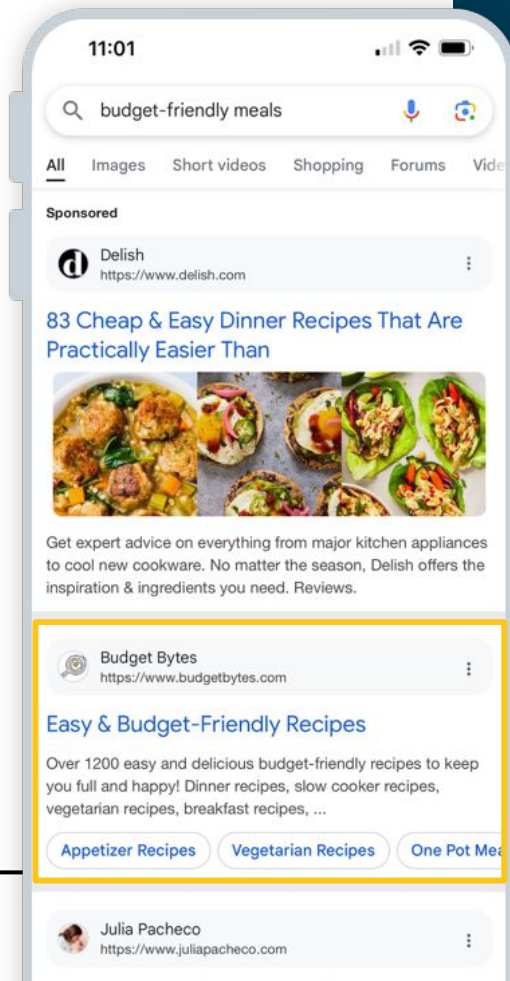 11:01
budget-friendly meals
All Images Short videos Shopping Forums
Sponsored
Delish
https://www.delish.com
83 Cheap & Easy Dinner Recipes That Are
Practically Easier Than
Get expert advice on everything from major kitchen appliances
to cool new cookware. No matter the season, Delish offers the
inspiration & ingredients you need. Reviews.
Budget Bytes
https://www.budgetbytes.com
Easy & Budget-Friendly Recipes
Over 1200 easy and delicious budget-friendly recipes to keep
you full and happy! Dinner recipes, slow cooker recipes,
vegetarian recipes, breakfast recipes, ...
Appetizer Recipes Vegetarian Recipes One Pot
Julia Pacheco
https://www.juliapacheco.com